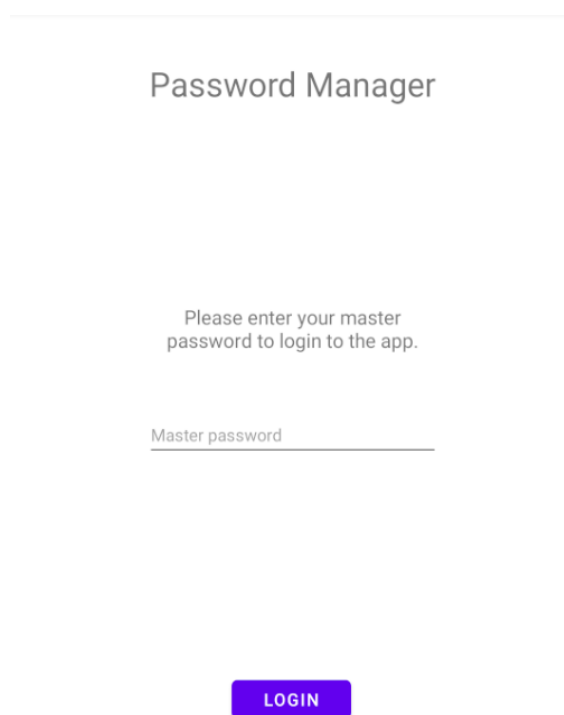 Password Manager
Please enter your master
password to login to the app.
Master password
LOGIN